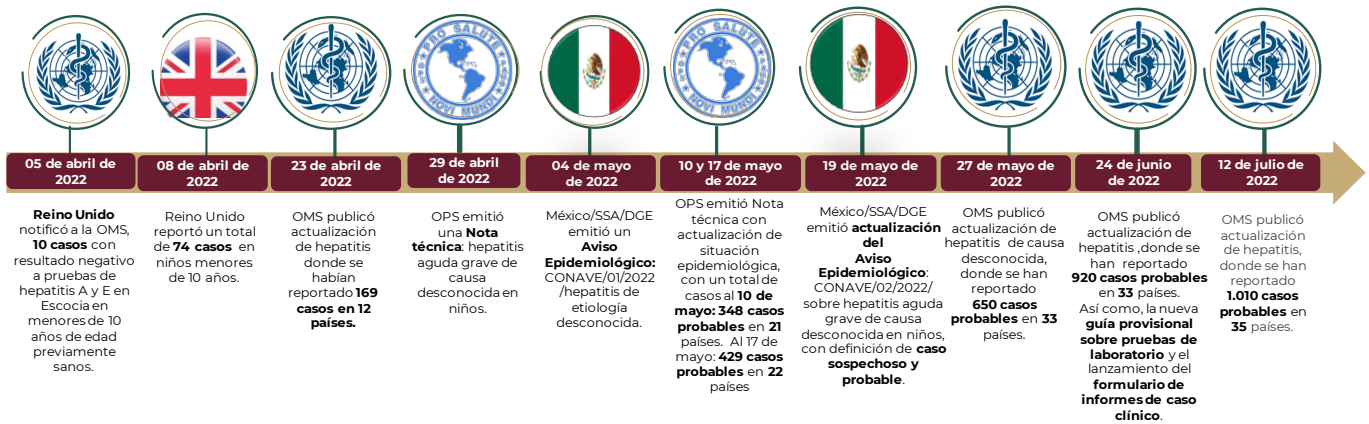 PRO SALUTE
NOVI MUNDI
PRO SALUTE
NOVI MUNDI
05 de abril de
2022
Reino Unido
notificó a la OMS,
10 casos con
resultado negativo
a pruebas de
hepatitis A y E en
Escocia en
menores de 10
años de edad
previamente
sanos.
08 de abril de
2022
Reino Unido
reportó un total
de 74 casos en
niños menores
de 10 años.
23 de abril de
2022
OMS publicó
actualización
de hepatitis
donde se
habían
reportado 169
casos en 12
países.
29 de abril
de 2022
OPS emitió
una Nota
técnica: hepatitis
aguda grave de
causa
desconocida en
niños.
04 de mayo
de 2022
México/SSA/DGE
emitió un
Aviso
Epidemiológico:
CONAVE/01/2022
/hepatitis de
etiología
desconocida.
10 y 17 de mayo
de 2022
OPS emitió Nota
técnica con
actualización de
situación
epidemiológica,
con un total de
casos al 10 de
mayo: 348 casos
probables en 21
países. Al 17 de
mayo: 429 casos
probables en 22
países
19 de mayo de
2022
México/SSA/DGE
emitió actualización
del
Aviso
Epidemiológico:
CONAVE/02/2022/
sobre hepatitis aguda
grave de causa
desconocida en niños,
con definición de caso
sospechoso y
probable.
27 de mayo de
2022
OMS publicó
actualización de
hepatitis de causa
desconocida,
donde se han
reportado
650 casos
probables en 33
países.
24 de junio
de 2022
OMS publicó
actualización de
hepatitis ,donde se
han reportado
920 casos probables
en 33 países.
Así como, la nueva
guía provisional
sobre pruebas de
laboratorio y el
lanzamiento del
formulario de
informes de caso
clínico.
12 de julio de
2022
OMS publicó
actualización
de hepatitis,
donde se han
reportado
1.010 casos
probables en
35 países.